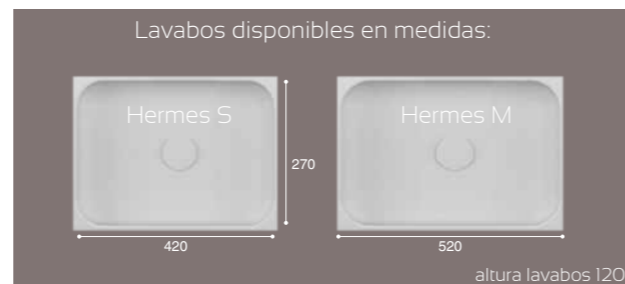 Lavabos disponibles en medidas:
Hermes S
Hermes M
270
420
520
altura lavabos 120